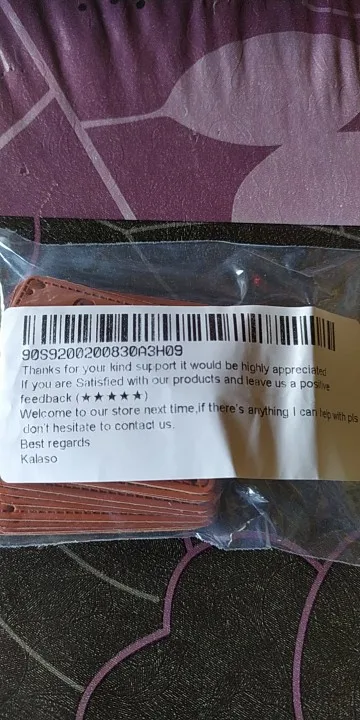 90S9200200830A3H09
Thanks for your kind support it would be highly appreciated
If you are Satisfied with our products and leave us a positive
feedback (★★★★★)
Welcome to our store next time,if there's anything I can help with pls
don't hesitate to contact us.
Best regards
Kalaso